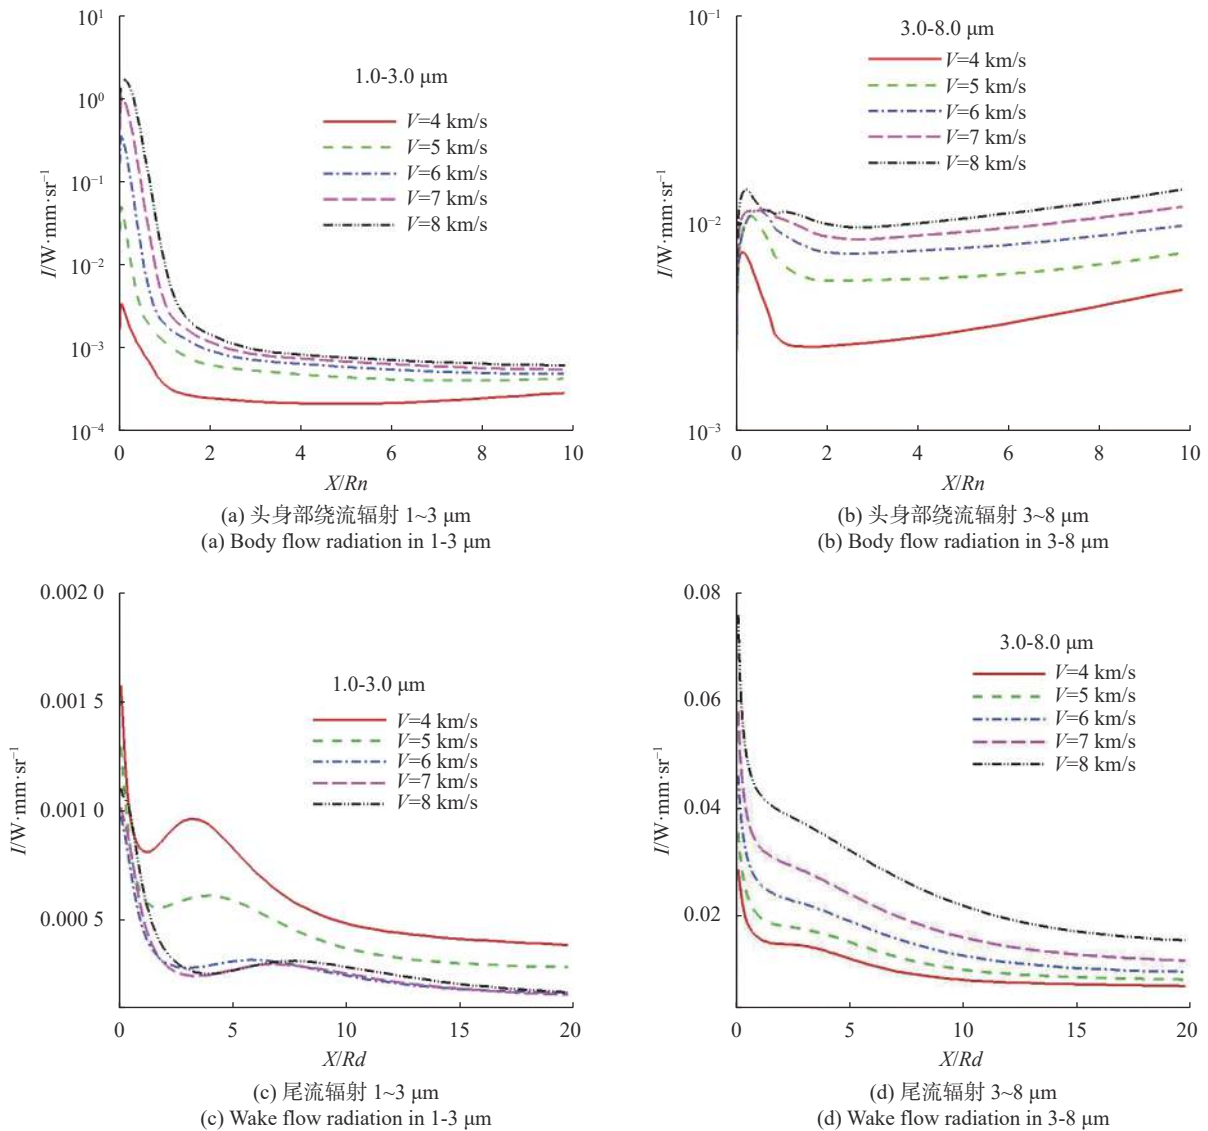 10¹
10⁰
10⁻¹
10⁻²
10⁻³
10⁻⁴
I/W·mm·sr⁻¹
1.0-3.0 μm
V=4 km/s
V=5 km/s
V=6 km/s
V=7 km/s
V=8 km/s
0 2 4 6 8 10
X/Rn
(a) 头身部绕流辐射 1~3 μm
(a) Body flow radiation in 1-3 μm
10⁻¹
10⁻²
10⁻³
I/W·mm·sr⁻¹
3.0-8.0 μm
V=4 km/s
V=5 km/s
V=6 km/s
V=7 km/s
V=8 km/s
0 2 4 6 8 10
X/Rn
(b) 头身部绕流辐射 3~8 μm
(b) Body flow radiation in 3-8 μm
0.002 0
0.001 5
0.001 0
0.000 5
I/W·mm·sr⁻¹
1.0-3.0 μm
V=4 km/s
V=5 km/s
V=6 km/s
V=7 km/s
V=8 km/s
0 5 10 15 20
X/Rd
(c) 尾流辐射 1~3 μm
(c) Wake flow radiation in 1-3 μm
0.08
0.06
0.04
0.02
I/W·mm·sr⁻¹
3.0-8.0 μm
V=4 km/s
V=5 km/s
V=6 km/s
V=7 km/s
V=8 km/s
0 5 10 15 20
X/Rd
(d) 尾流辐射 3~8 μm
(d) Wake flow radiation in 3-8 μm